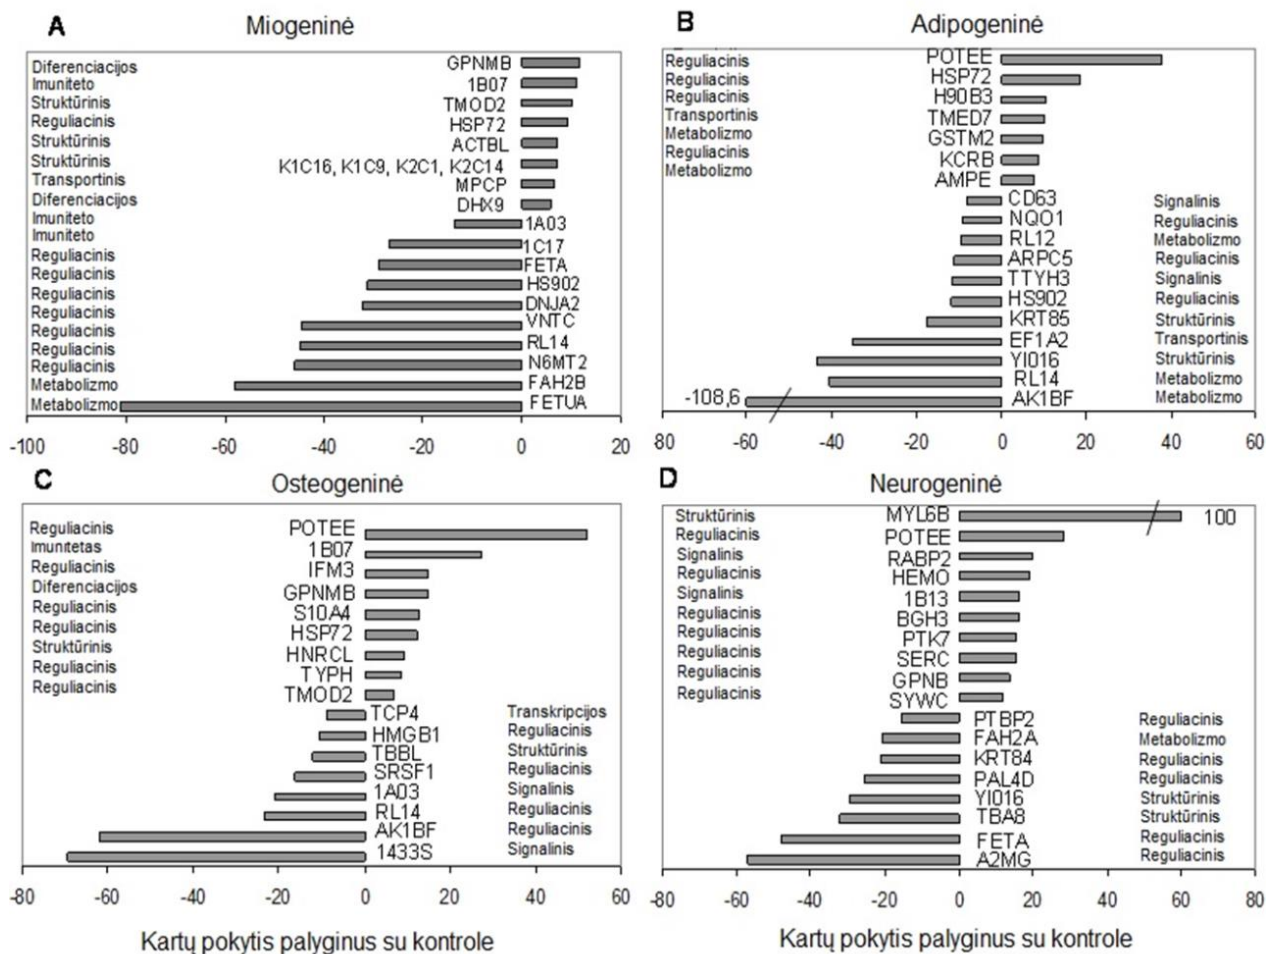 A
Miogeninė
Diferenciacijos GPNMB
Imuniteto 1B07
Struktūrinis TMOD2
Reguliacinis HSP72
Struktūrinis ACTBL
Struktūrinis K1C16, K1C9, K2C1, K2C14
Transportinis MPCP
Diferenciacijos DHX9
Imuniteto 1A03
Imuniteto 1C17
Reguliacinis FETA
Reguliacinis HS902
Reguliacinis DNJA2
Reguliacinis VNTC
Reguliacinis RL14
Reguliacinis N6MT2
Reguliacinis
Metabolizmo FAH2B
Metabolizmo FETUA
-100 -80 -60 -40 -20 0 20
B
Adipogeninė
Reguliacinis POTEE
Reguliacinis HSP72
Reguliacinis H90B3
Transportinis TMED7
Metabolizmo GSTM2
Reguliacinis KCRB
Metabolizmo AMPE
CD63 Signalinis
NQO1 Reguliacinis
RL12 Metabolizmo
ARPC5 Reguliacinis
TTYH3 Signalinis
HS902 Reguliacinis
KRT85 Struktūrinis
EF1A2 Transportinis
YI016 Struktūrinis
RL14 Metabolizmo
-108,6 AK1BF Metabolizmo
-80 -60 -40 -20 0 20 40 60
C
Osteogeninė
Reguliacinis POTEE
Imunitetas 1B07
Reguliacinis IFM3
Diferenciacijos GPNMB
Reguliacinis S10A4
Reguliacinis HSP72
Struktūrinis HNRCL
Reguliacinis TYPH
Reguliacinis TMOD2
TCP4 Transkripcijos
HMGB1 Reguliacinis
TBBL Struktūrinis
SRSF1 Reguliacinis
1A03 Signalinis
RL14 Reguliacinis
AK1BF Reguliacinis
1433S Signalinis
-80 -60 -40 -20 0 20 40 60
Kartų pokytis palyginus su kontrole
D
Neurogeninė
Struktūrinis MYL6B 100
Reguliacinis POTEE
Signalinis RABP2
Reguliacinis HEMO
Signalinis 1B13
Reguliacinis BGH3
Reguliacinis PTK7
Reguliacinis SERC
Reguliacinis GPNB
Reguliacinis SYWC
PTBP2 Reguliacinis
FAH2A Metabolizmo
KRT84 Reguliacinis
PAL4D Reguliacinis
YI016 Struktūrinis
TBA8 Struktūrinis
FETA Reguliacinis
A2MG Reguliacinis
-80 -60 -40 -20 0 20 40 60 80
Kartų pokytis palyginus su kontrole